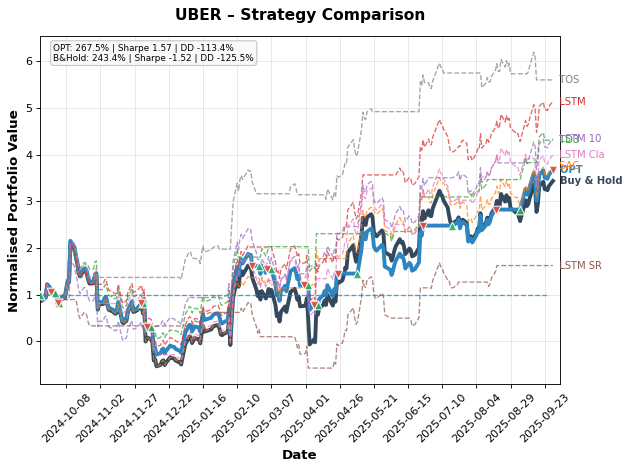 UBER – Strategy Comparison
OPT: 267.5% | Sharpe 1.57 | DD -113.4%
B&Hold: 243.4% | Sharpe -1.52 | DD -125.5%
Normalised Portfolio Value
6
5
4
3
2
1
0
TOS
LSTM
LSTM 10
LSTM Cla
OPT
Buy & Hold
LSTM SR
2024-10-08
2024-11-02
2024-11-27
2024-12-22
2025-01-16
2025-02-10
2025-03-07
2025-04-01
2025-04-26
2025-05-21
2025-06-15
2025-07-10
2025-08-04
2025-08-29
2025-09-23
Date